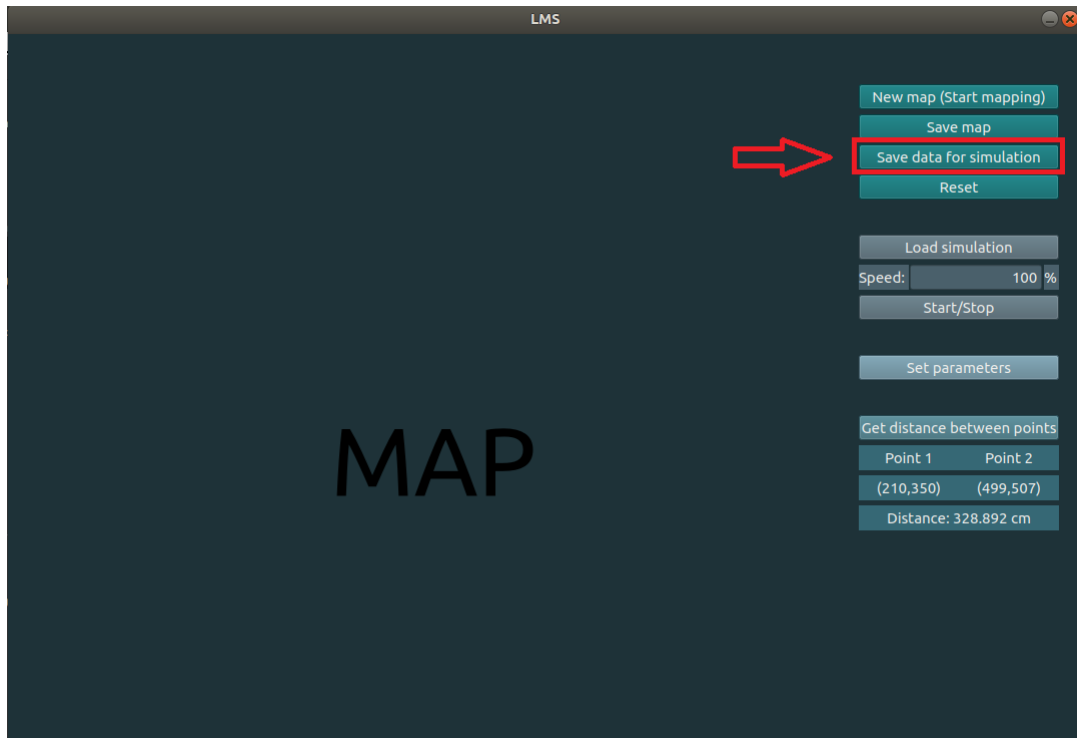 LMS
New map (Start mapping)
Save map
Save data for simulation
Reset
Load simulation
Speed: 100 %
Start/Stop
Set parameters
MAP
Get distance between points
Point 1 Point 2
(210,350) (499,507)
Distance: 328.892 cm